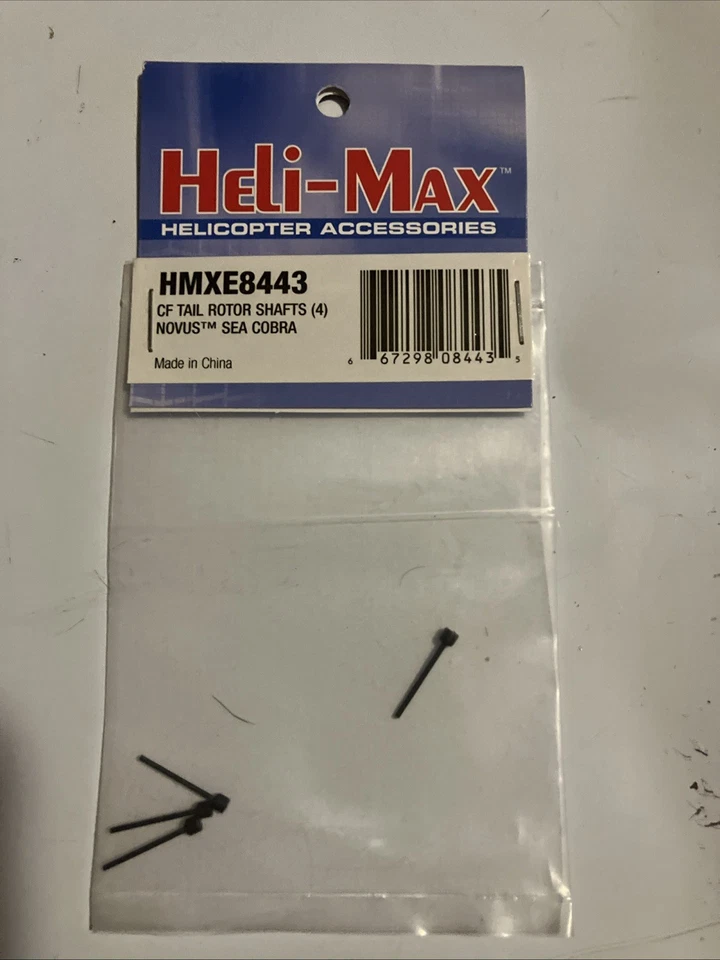 HELI-MAX™
HELICOPTER ACCESSORIES
HMXE8443
CF TAIL ROTOR SHAFTS (4)
NOVUS™ SEA COBRA
Made in China
6 67298 08443 5